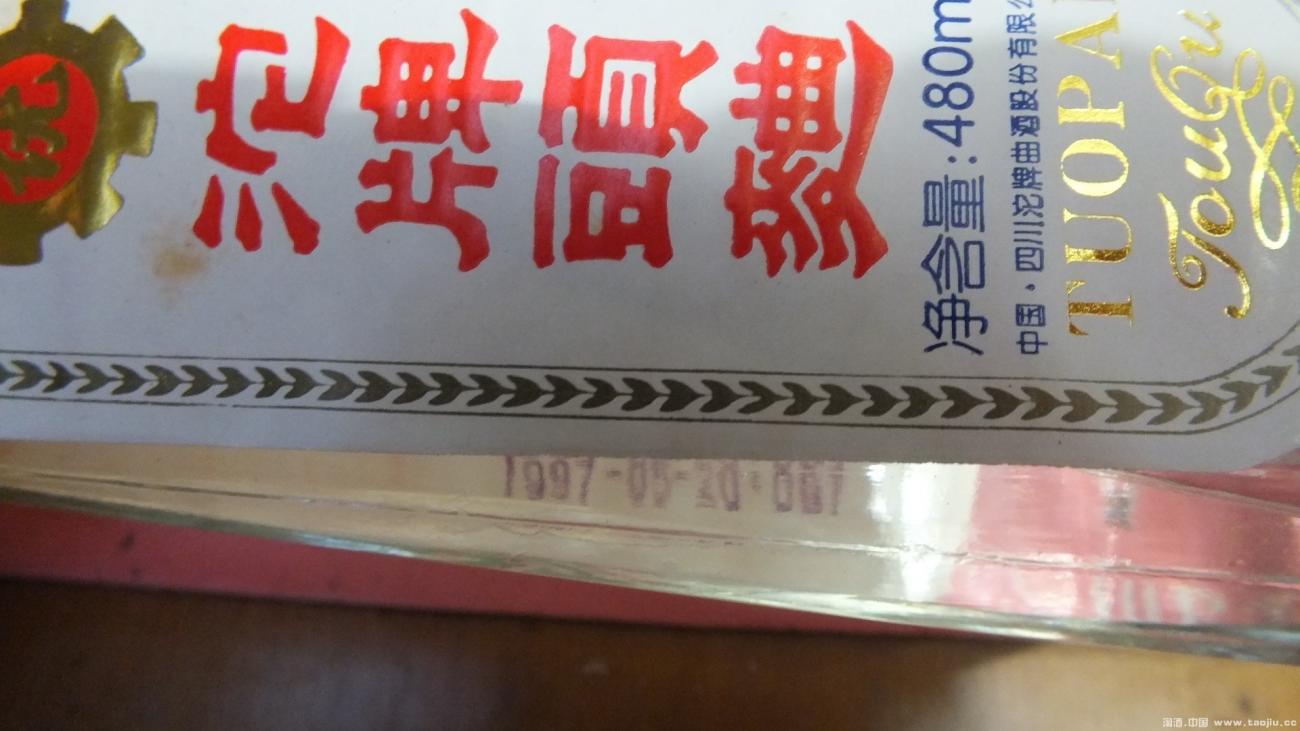 优
沱牌頭麯
净含量:480m
中国·四川沱牌曲酒股份有限公
TUOPA
TouQu
1997-05-20·
淘酒.中国 www.taojiu.cc